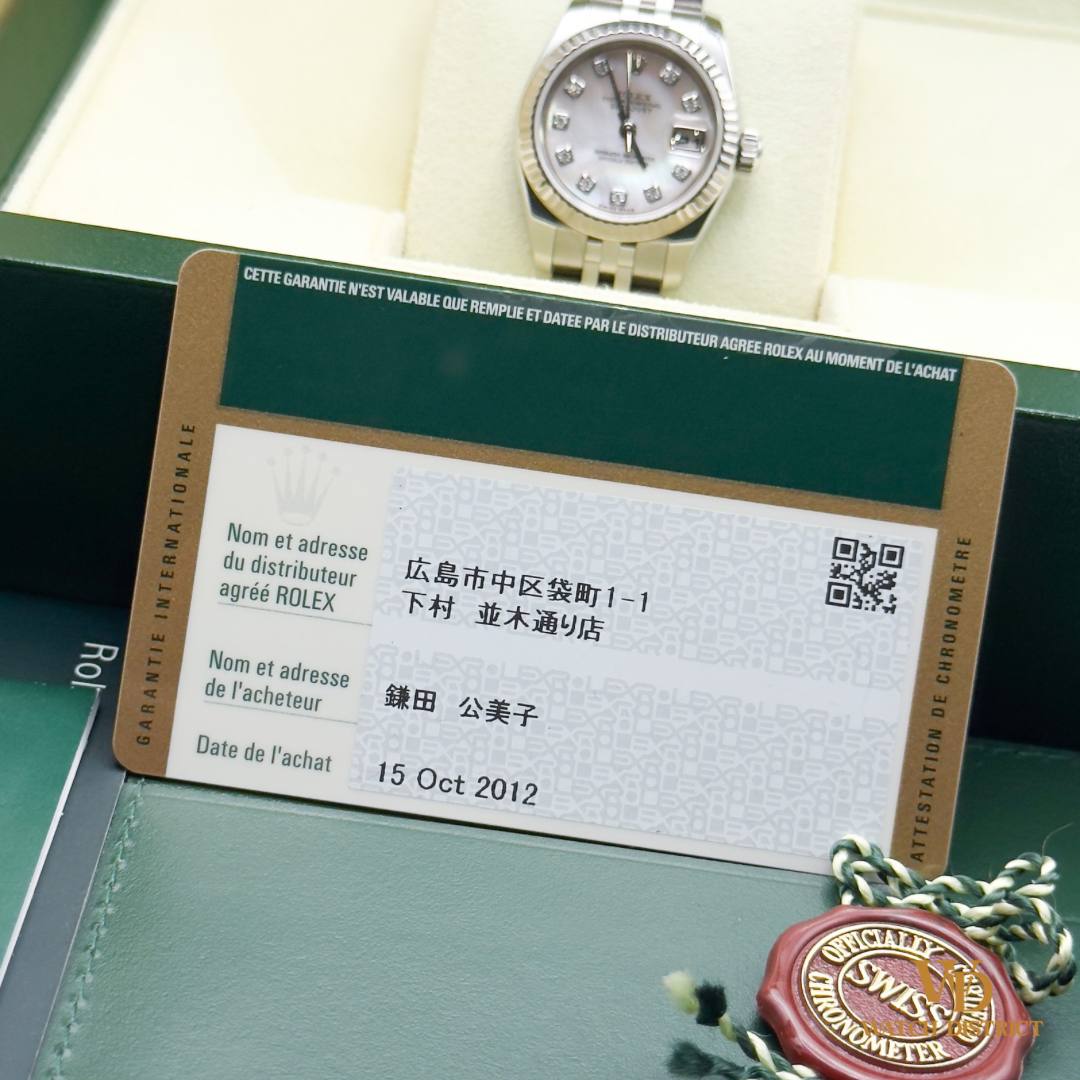 CETTE GARANTIE N'EST VALABLE QUE REMPLIE ET DATEE PAR LE DISTRIBUTEUR AGREE ROLEX AU MOMENT DE L'ACHAT
GARANTIE INTERNATIONALE
Nom et adresse
du distributeur
agréé ROLEX
広島市中区袋町1-1
下村 並木通り店
Nom et adresse
de l'acheteur
鎌田 公美子
Date de l'achat
15 Oct 2012
ATTESTATION DE CHRONOMETRE
OFFICIALLY
SWISS
CHRONOMETER
WATCH DISTRICT